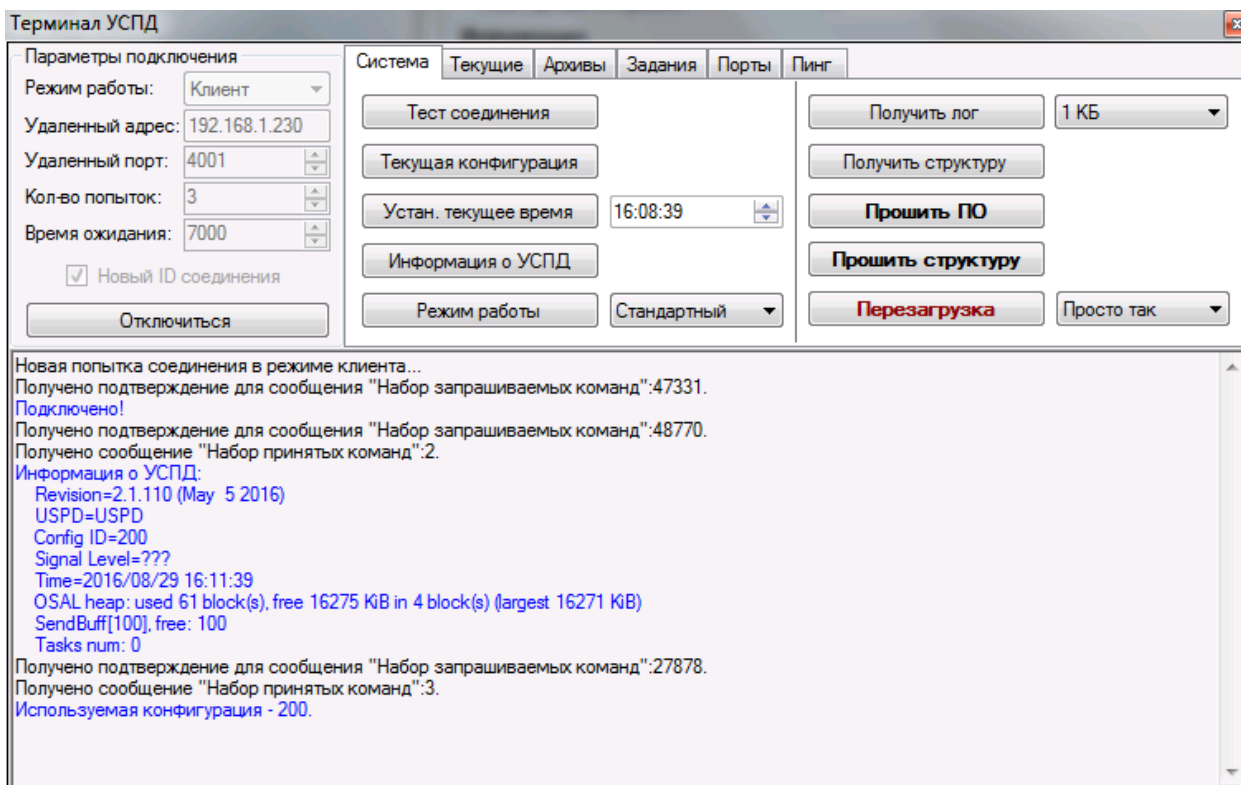 Терминал УСПД
Параметры подключения
Режим работы: Клиент
Удаленный адрес: 192.168.1.230
Удаленный порт: 4001
Кол-во попыток: 3
Время ожидания: 7000
Новый ID соединения
Отключиться
Система Текущие Архивы Задания Порты Пинг
Тест соединения
Текущая конфигурация
Устан. текущее время 16:08:39
Информация о УСПД
Режим работы Стандартный
Получить лог 1 КБ
Получить структуру
Прошить ПО
Прошить структуру
Перезагрузка Просто так
Новая попытка соединения в режиме клиента...
Получено подтверждение для сообщения "Набор запрашиваемых команд":47331.
Подключено!
Получено подтверждение для сообщения "Набор запрашиваемых команд":48770.
Получено сообщение "Набор принятых команд":2.
Информация о УСПД:
Revision=2.1.110 (May  5 2016)
USPD=USPD
Config ID=200
Signal Level=???
Time=2016/08/29 16:11:39
OSAL heap: used 61 block(s), free 16275 KiB in 4 block(s) (largest 16271 KiB)
SendBuff[100], free: 100
Tasks num: 0
Получено подтверждение для сообщения "Набор запрашиваемых команд":27878.
Получено сообщение "Набор принятых команд":3.
Используемая конфигурация - 200.